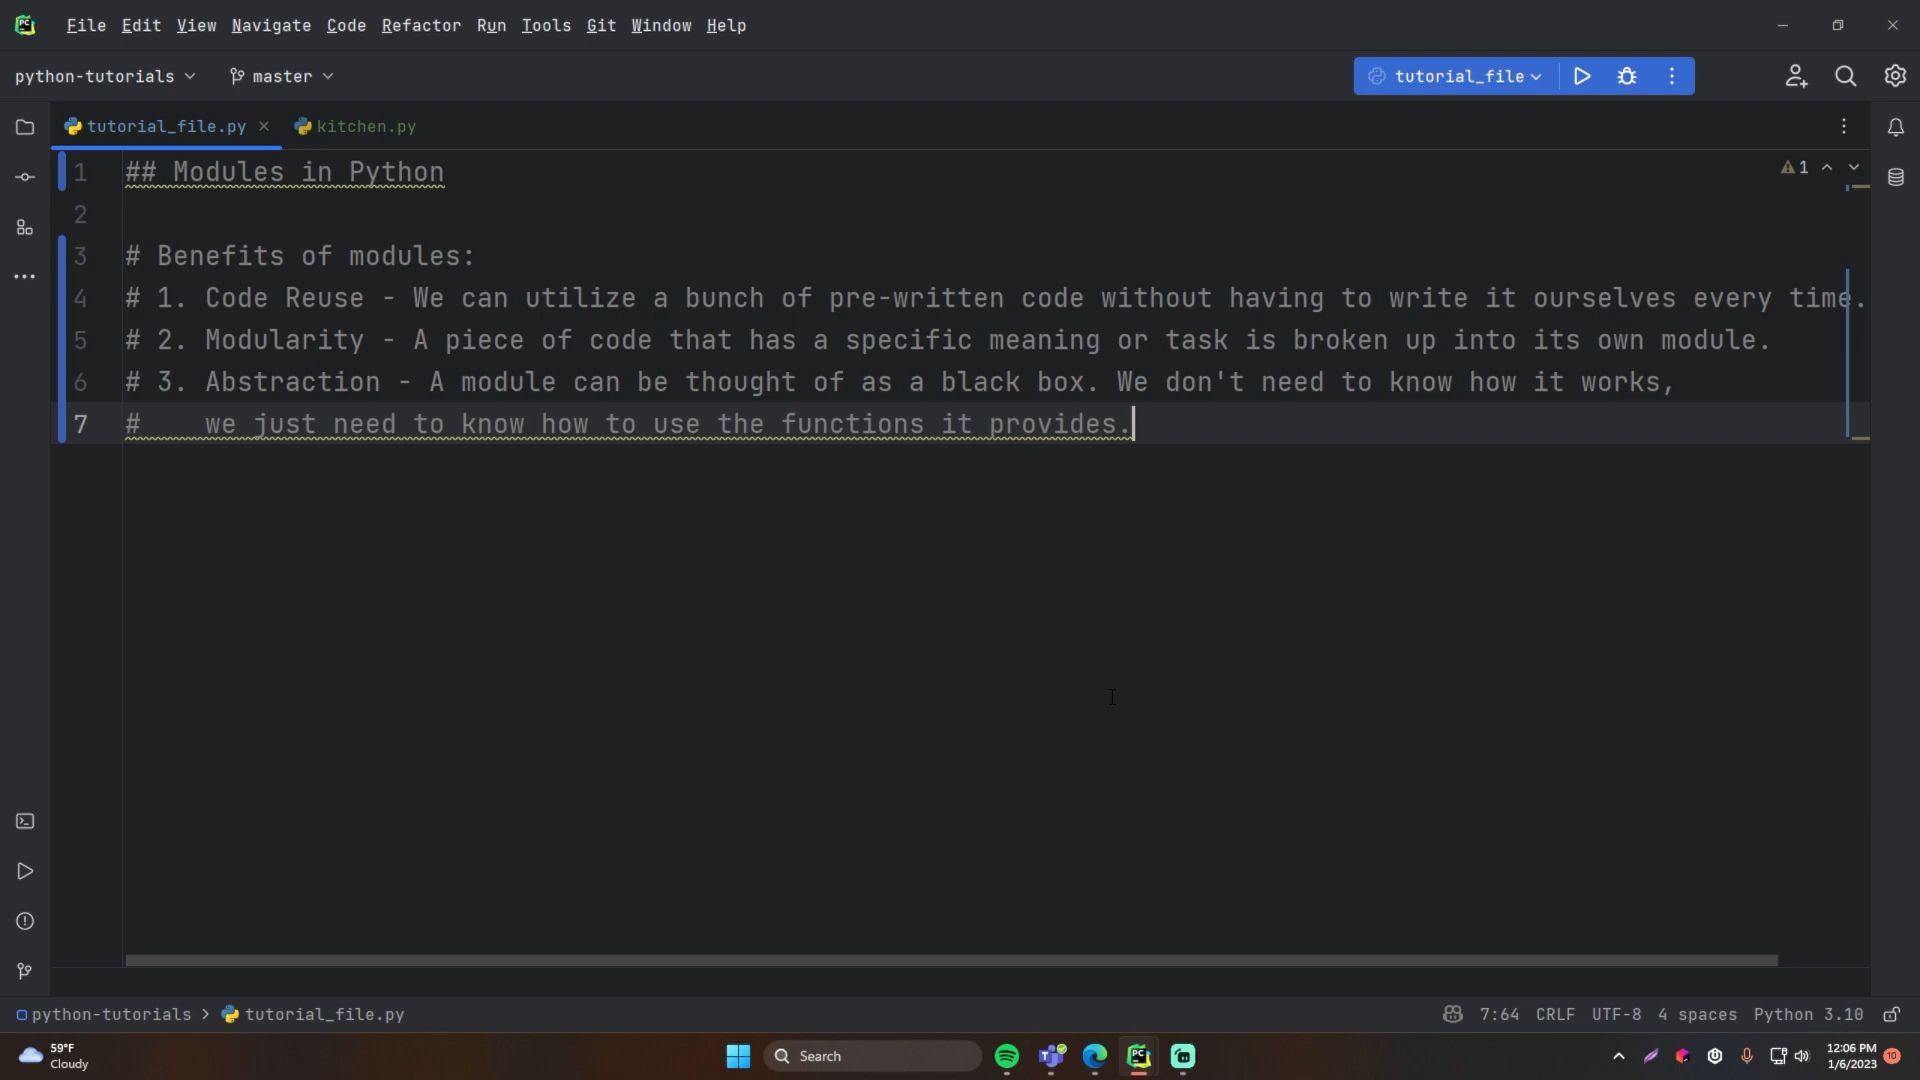 File Edit View Navigate Code Refactor Run Tools Git Window Help
python-tutorials master tutorial_file
tutorial_file.py kitchen.py
1 ## Modules in Python 1
2
3 # Benefits of modules:
4 # 1. Code Reuse - We can utilize a bunch of pre-written code without having to write it ourselves every time.
5 # 2. Modularity - A piece of code that has a specific meaning or task is broken up into its own module.
6 # 3. Abstraction - A module can be thought of as a black box. We don't need to know how it works,
7 #    we just need to know how to use the functions it provides.
python-tutorials > tutorial_file.py 7:64 CRLF UTF-8 4 spaces Python 3.10
59°F
Cloudy
Search
12:06 PM
1/6/2023
10